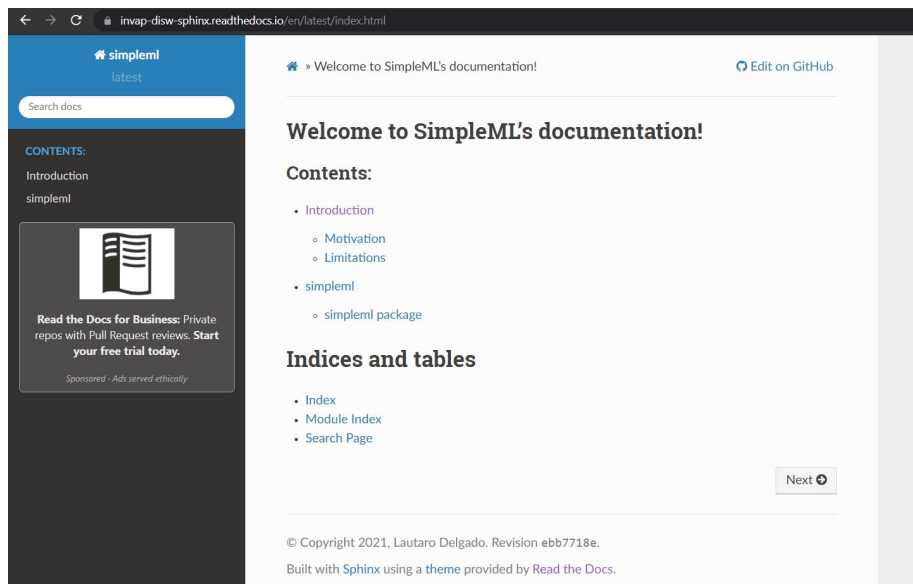 invap-disw-sphinx.readthedocs.io/en/latest/index.html
simpleml
latest
Search docs
CONTENTS:
Introduction
simpleml
Read the Docs for Business: Private
repos with Pull Request reviews. Start
your free trial today.
Sponsored · Ads served ethically
» Welcome to SimpleML's documentation!
Edit on GitHub
Welcome to SimpleML's documentation!
Contents:
• Introduction
◦ Motivation
◦ Limitations
• simpleml
◦ simpleml package
Indices and tables
• Index
• Module Index
• Search Page
Next
© Copyright 2021, Lautaro Delgado. Revision ebb7718e.
Built with Sphinx using a theme provided by Read the Docs.